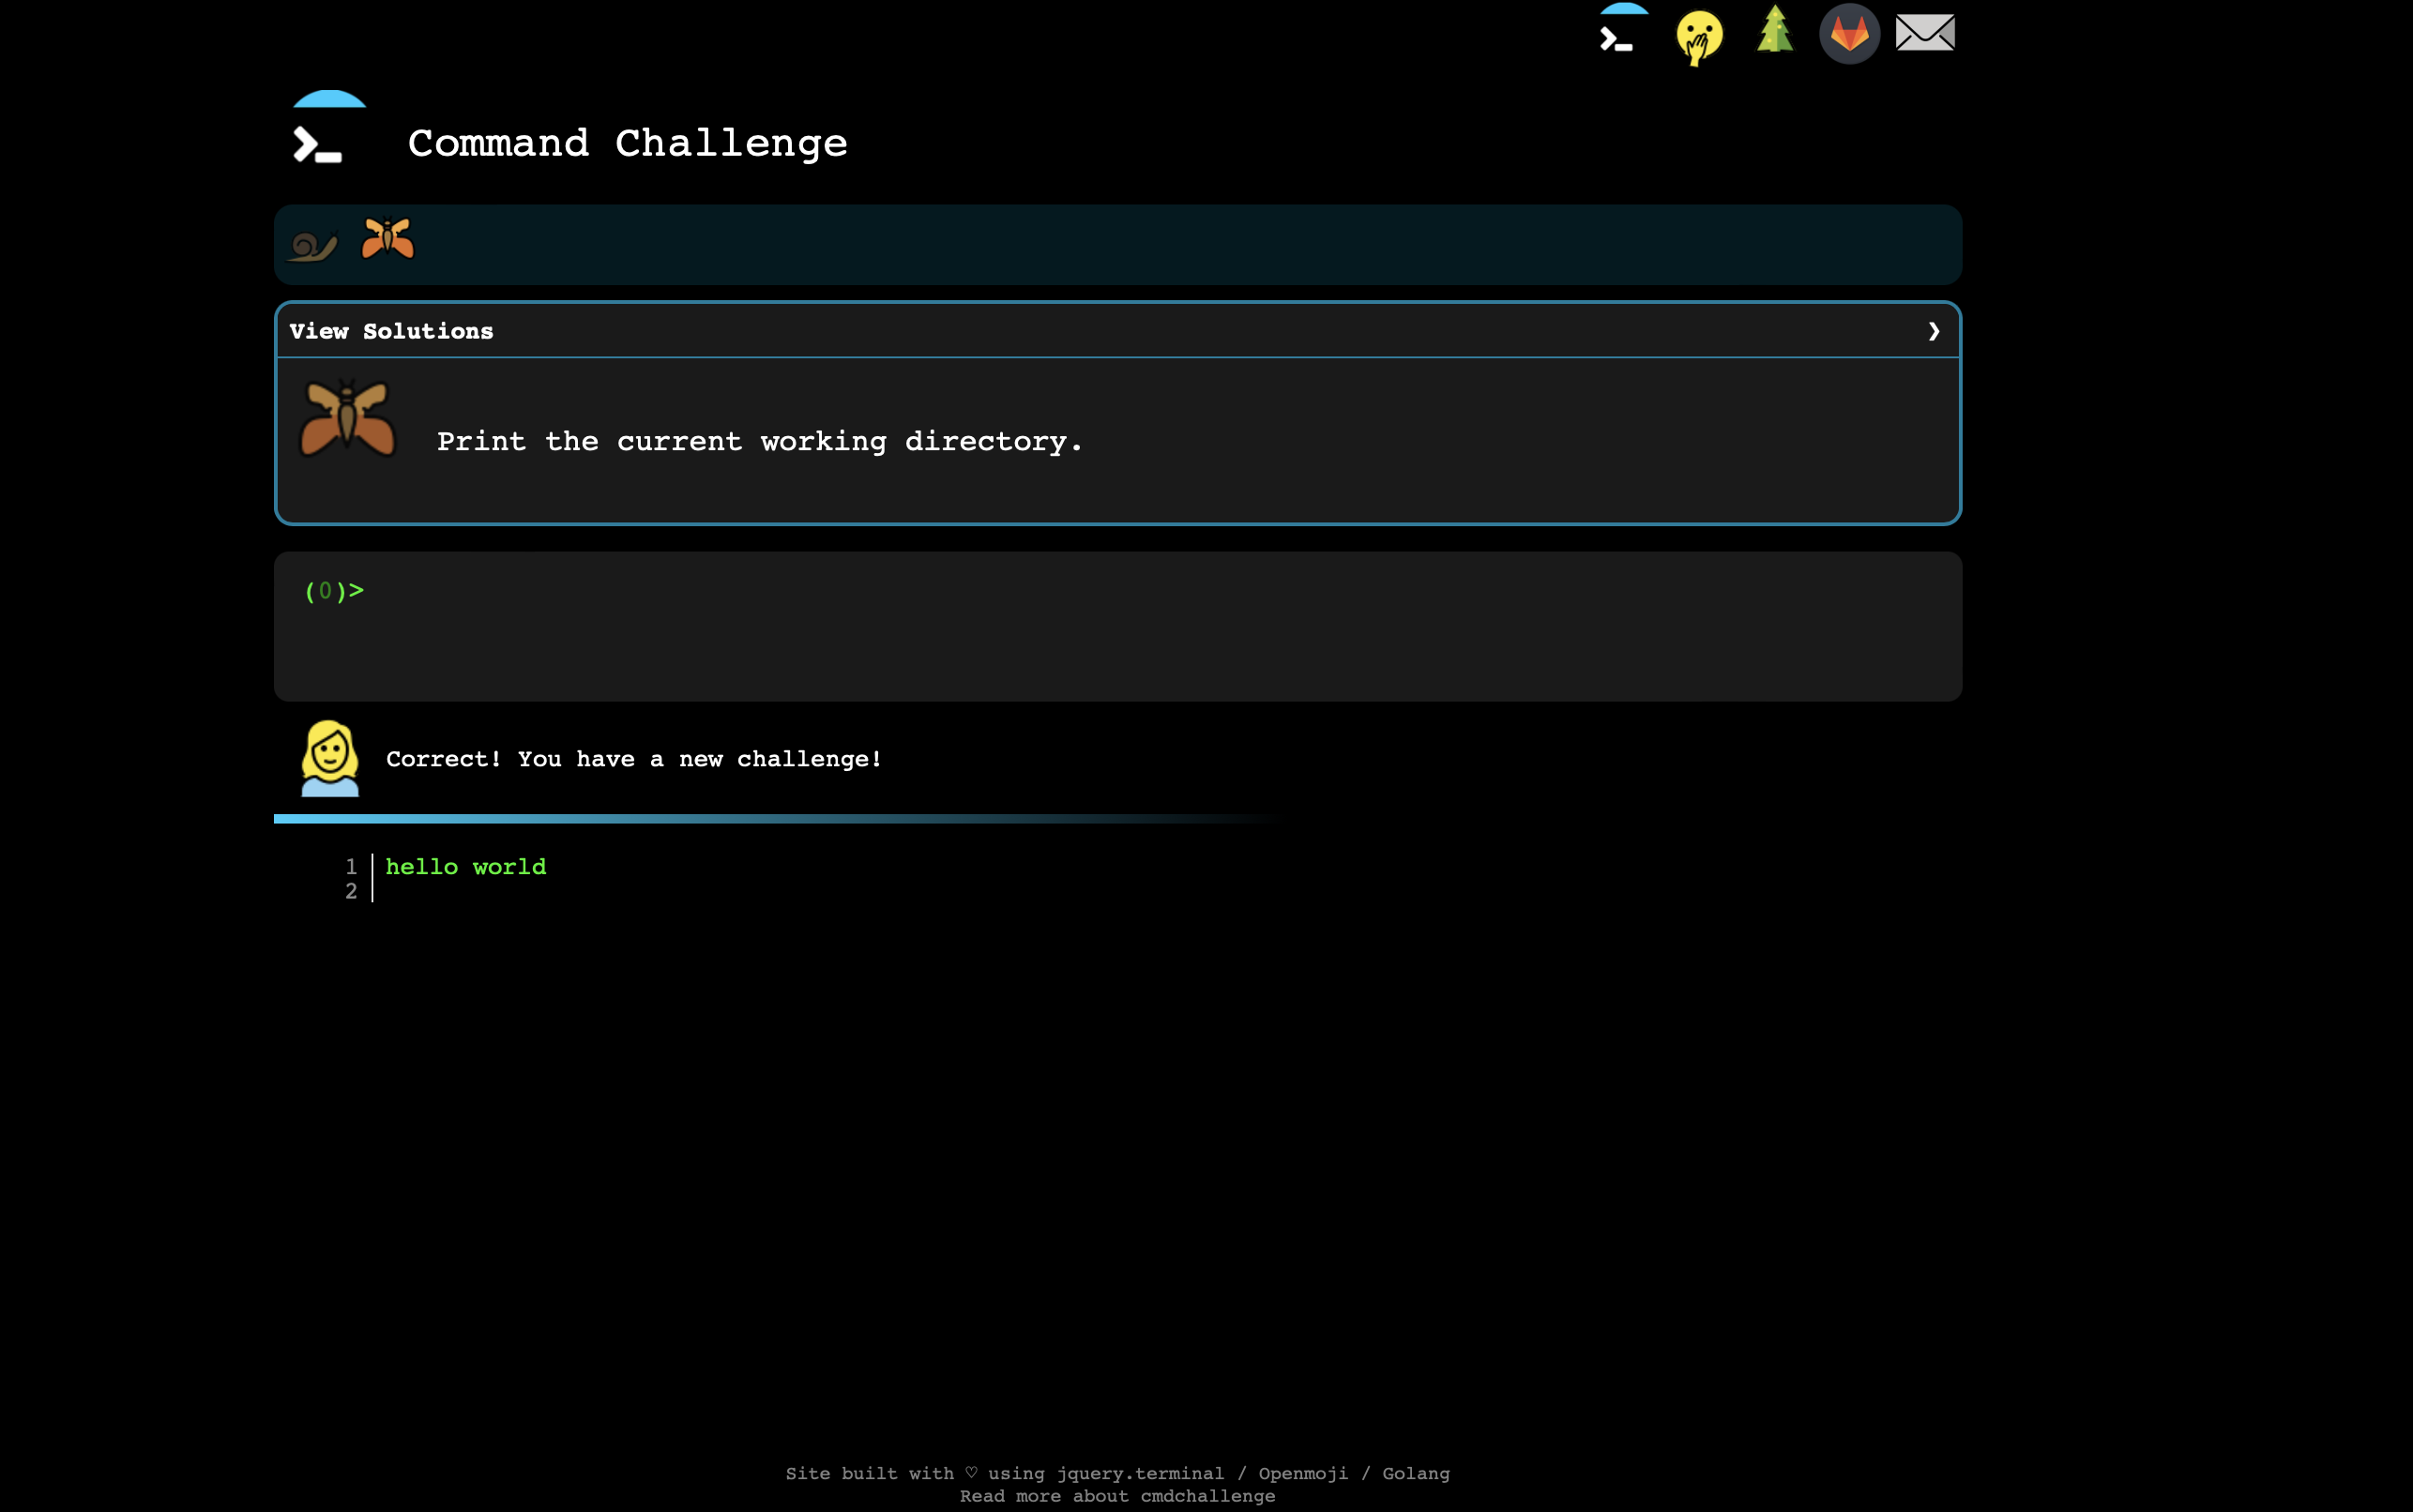 Command Challenge
View Solutions ❯
Print the current working directory.
(0)>
Correct! You have a new challenge!
1 hello world
2
Site built with ♡ using jquery.terminal / Openmoji / Golang
Read more about cmdchallenge